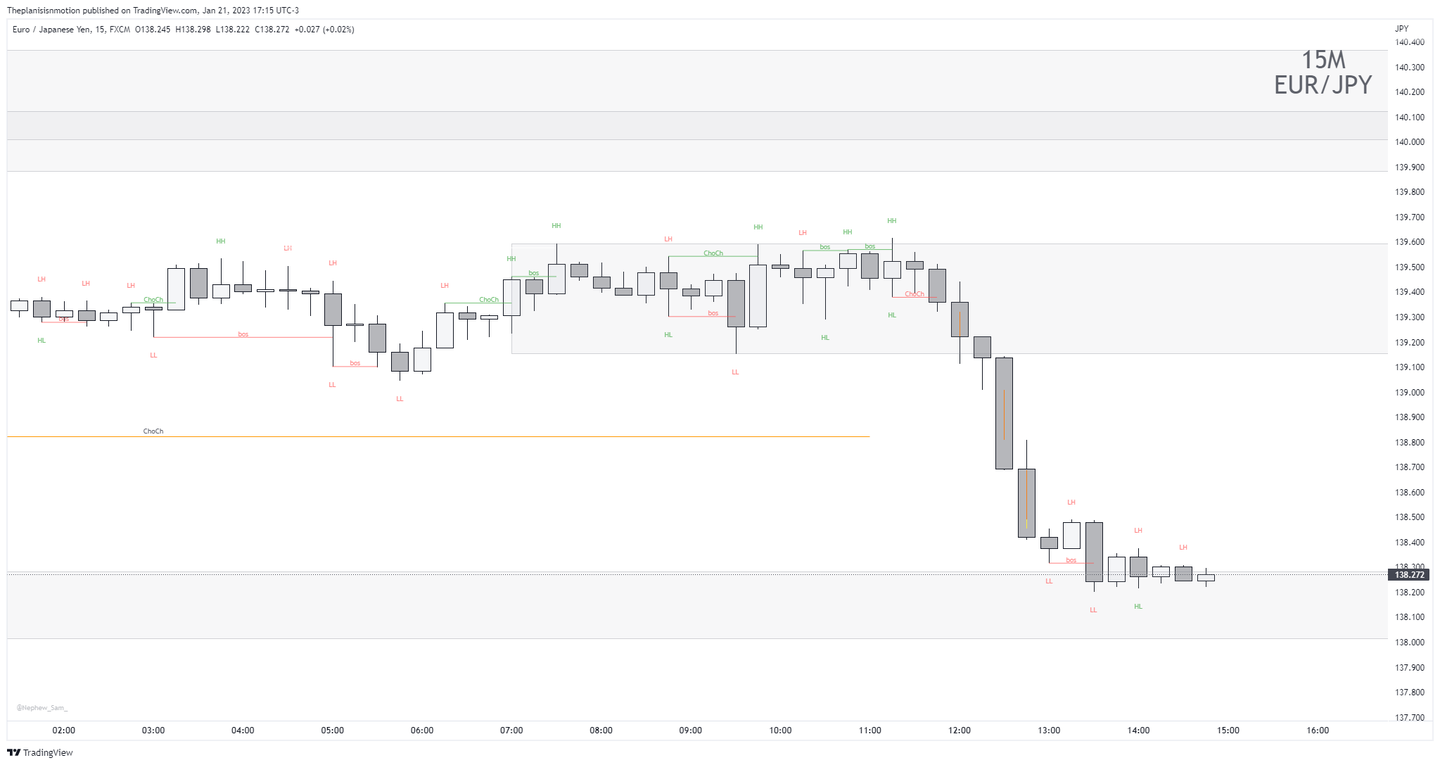 Theplanisisnmotion published on TradingView.com, Jan 21, 2023 17:15 UTC-3
Euro / Japanese Yen, 15, FXCM O138.245 H138.298 L138.222 C138.272 +0.027 (+0.02%)
JPY
15M
EUR/JPY
140.400
140.300
140.200
140.100
140.000
139.900
139.800
139.700
139.600
139.500
139.400
139.300
139.200
139.100
139.000
138.900
138.800
138.700
138.600
138.500
138.400
138.300
138.272
138.200
138.100
138.000
137.900
137.800
137.700
HH LH LH LH LH LH
ChoCh
bos
HL
bos
LL
bos
LL
LL
LH
ChoCh
HH
bos
HH
LH
ChoCh
HH
LH
bos
HH
bos
HH
HL
bos
LL
HL
ChoCh
HL
ChoCh
LH
bos
LL
LL
LH
HL
LH
@Nephew_Sam_
02:00 03:00 04:00 05:00 06:00 07:00 08:00 09:00 10:00 11:00 12:00 13:00 14:00 15:00 16:00
TradingView